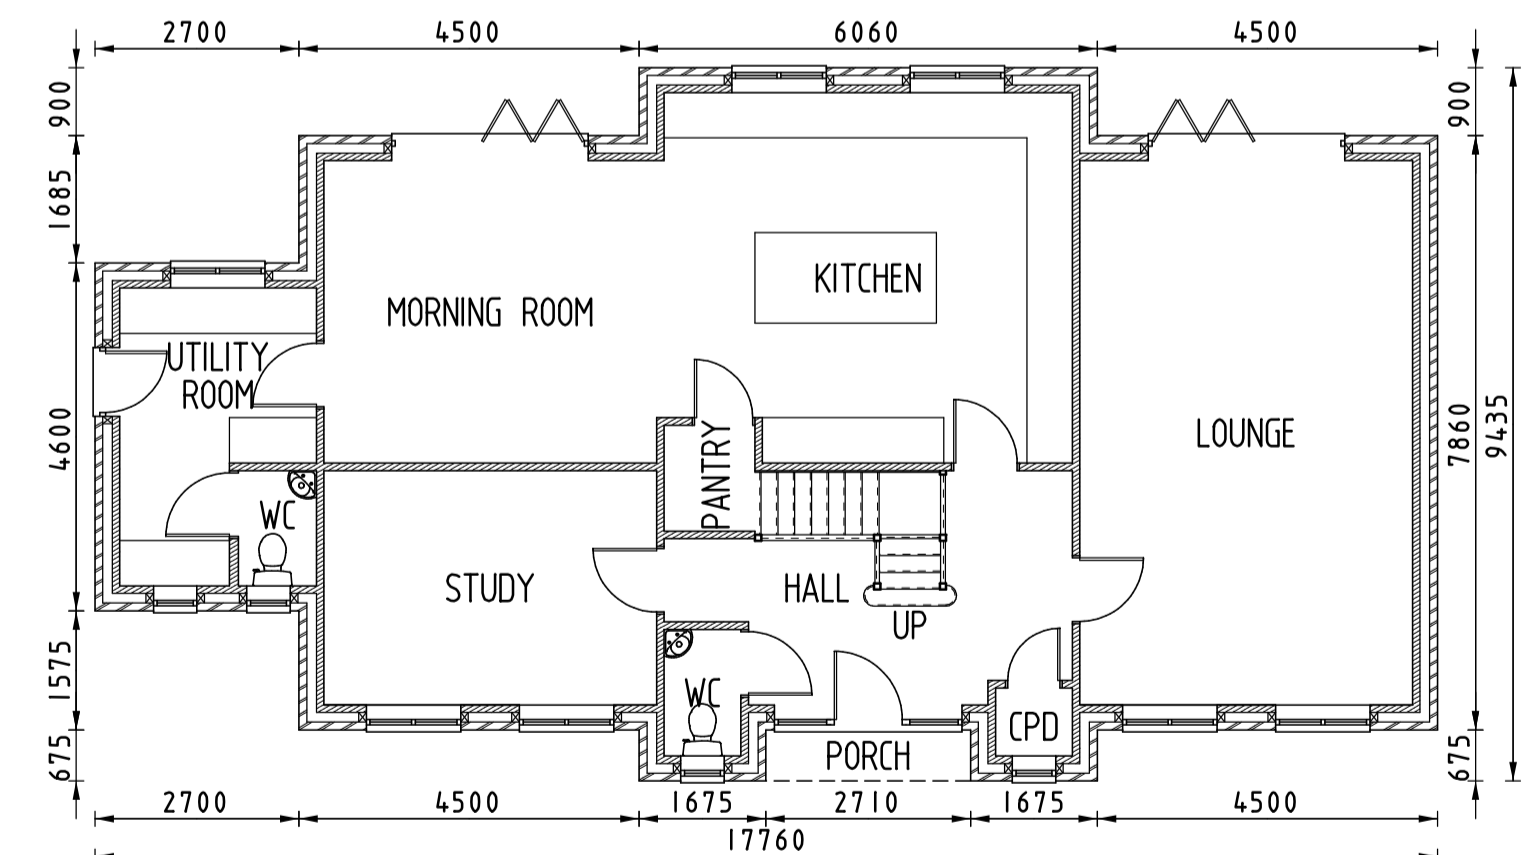 2700 4500 6060 4500
900
900
1685
KITCHEN
MORNING ROOM
UTILITY
ROOM
4600
PANTRY
LOUNGE
7860
9435
WC
STUDY
HALL
UP
1575
WC
CPD
PORCH
675
675
2700 4500 1675 2710 1675 4500
17760